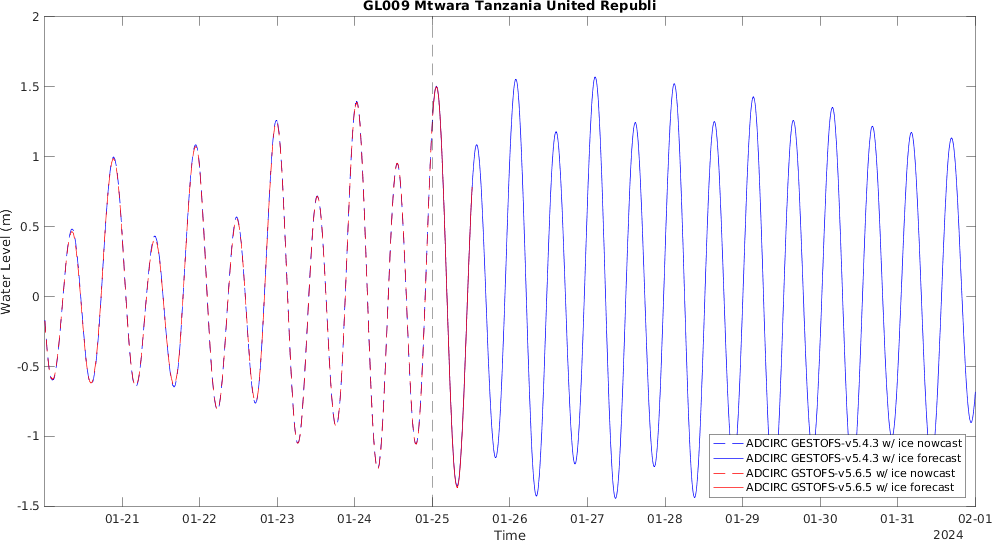 GL009 Mtwara Tanzania United Republi
2
1.5
1
0.5
0
-0.5
-1
-1.5
Water Level (m)
ADCIRC GESTOFS-v5.4.3 w/ ice nowcast
ADCIRC GESTOFS-v5.4.3 w/ ice forecast
ADCIRC GSTOFS-v5.6.5 w/ ice nowcast
ADCIRC GSTOFS-v5.6.5 w/ ice forecast
01-21 01-22 01-23 01-24 01-25 01-26 01-27 01-28 01-29 01-30 01-31 02-01
Time
2024